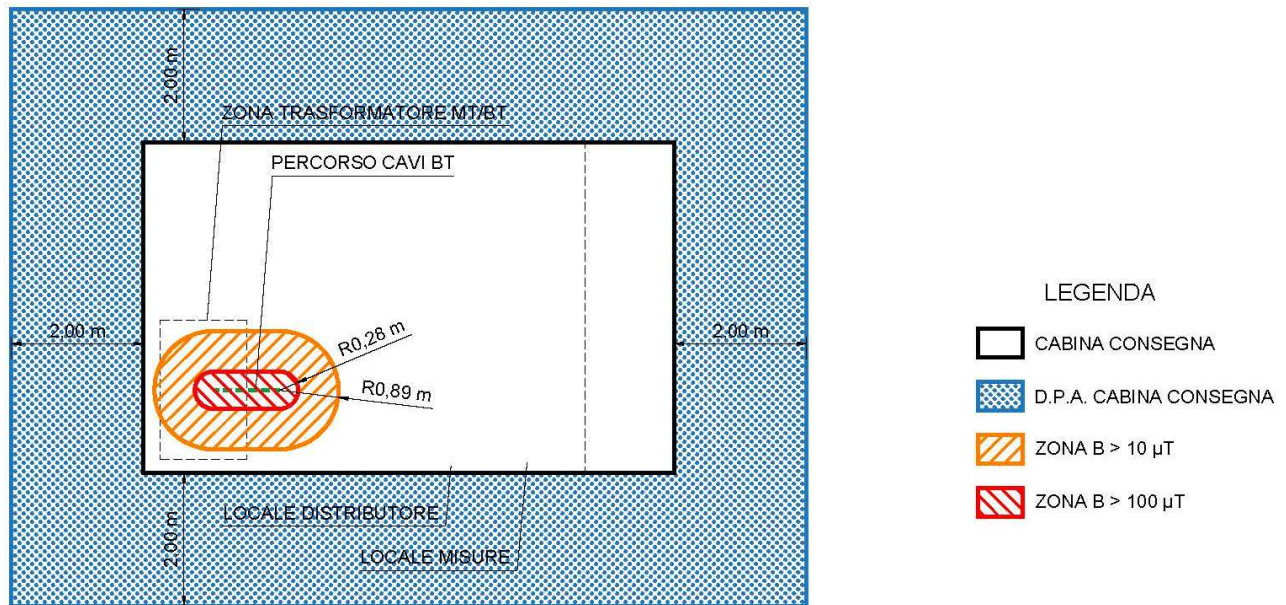 2,00 m
ZONA TRASFORMATORE MT/BT
PERCORSO CAVI BT
2,00 m
R0,28 m
R0,89 m
2,00 m
LOCALE DISTRIBUTORE
LOCALE MISURE
2,00 m
LEGENDA
CABINA CONSEGNA
D.P.A. CABINA CONSEGNA
ZONA B > 10 µT
ZONA B > 100 µT